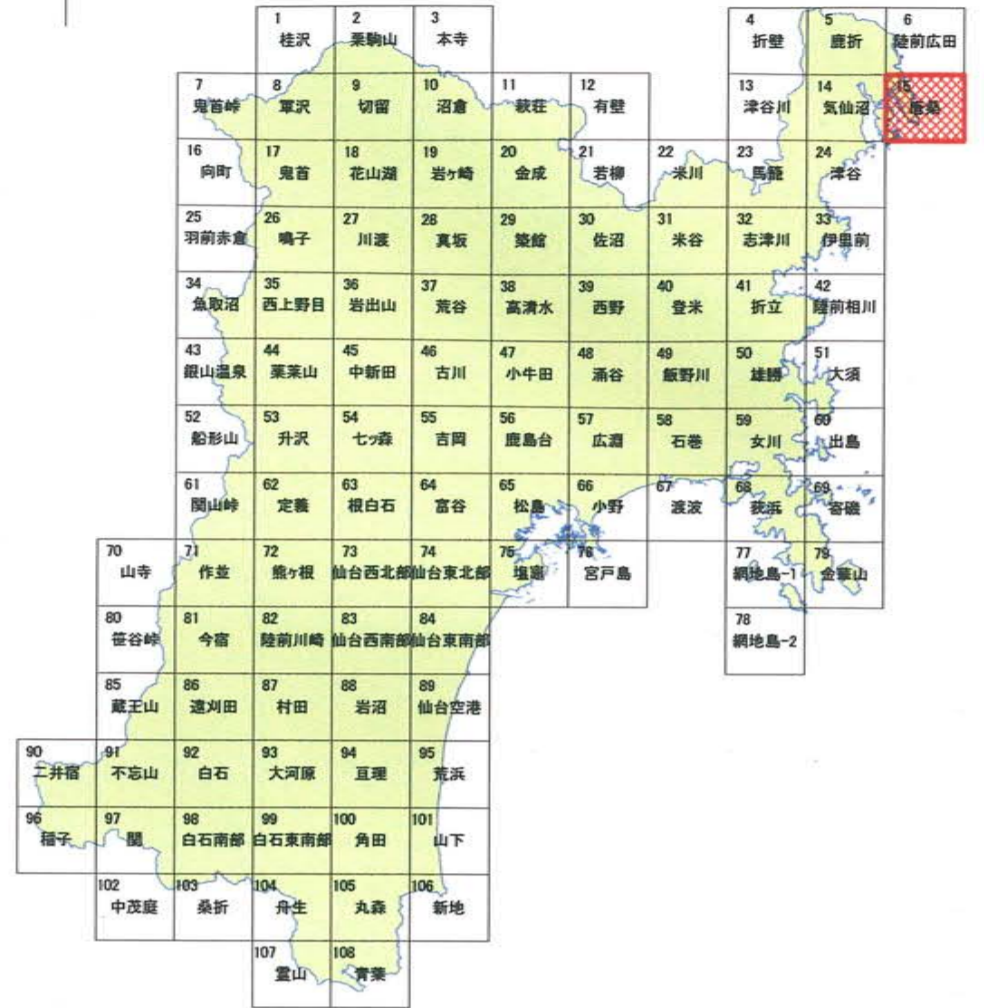 1 2 3 4 5 6
桂沢 栗駒山 本寺 折壁 鹿折 陸前広田
7 8 9 10 11 12 13 14 15
鬼首峠 軍沢 切留 沼倉 萩荘 有壁 津谷川 気仙沼 唐桑
16 17 18 19 20 21 22 23 24
向町 鬼首 花山湖 岩ヶ崎 金成 若柳 米川 馬籠 津谷
25 26 27 28 29 30 31 32 33
羽前赤倉 鳴子 川渡 真坂 築館 佐沼 米谷 志津川 伊里前
34 35 36 37 38 39 40 41 42
魚取沼 西上野目 岩出山 荒谷 高清水 西野 登米 折立 陸前相川
43 44 45 46 47 48 49 50 51
銀山温泉 薬莱山 中新田 古川 小牛田 涌谷 飯野川 雄勝 大須
52 53 54 55 56 57 58 59 60
船形山 升沢 七ッ森 吉岡 鹿島台 広淵 石巻 女川 出島
61 62 63 64 65 66 67 68 69
関山峠 定義 根白石 富谷 松島 小野 渡波 荻浜 寄磯
70 71 72 73 74 75 76 77 79
山寺 作並 熊ヶ根 仙台西北部 仙台東北部 塩竈 宮戸島 網地島-1 金華山
80 81 82 83 84 78
笹谷峠 今宿 陸前川崎 仙台西南部 仙台東南部 網地島-2
85 86 87 88 89
蔵王山 遠刈田 村田 岩沼 仙台空港
90 91 92 93 94 95
二井宿 不忘山 白石 大河原 亘理 荒浜
96 97 98 99 100 101
稲子 関 白石南部 白石東南部 角田 山下
102 103 104 105 106
中茂庭 桑折 舟生 丸森 新地
107 108
霊山 青葉